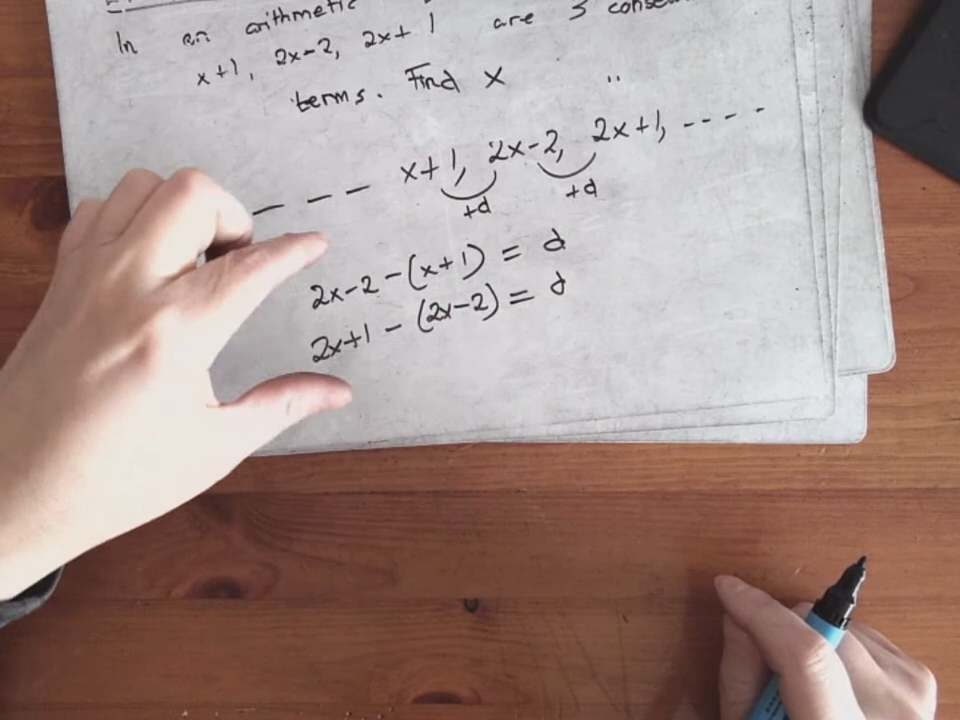 In an arithmetic
x+1, 2x-2, 2x+1 are 3
terms. Find x
_ _ _ x+1, 2x-2, 2x+1, ----
+d +d
2x-2-(x+1) = d
2x+1-(2x-2) = d